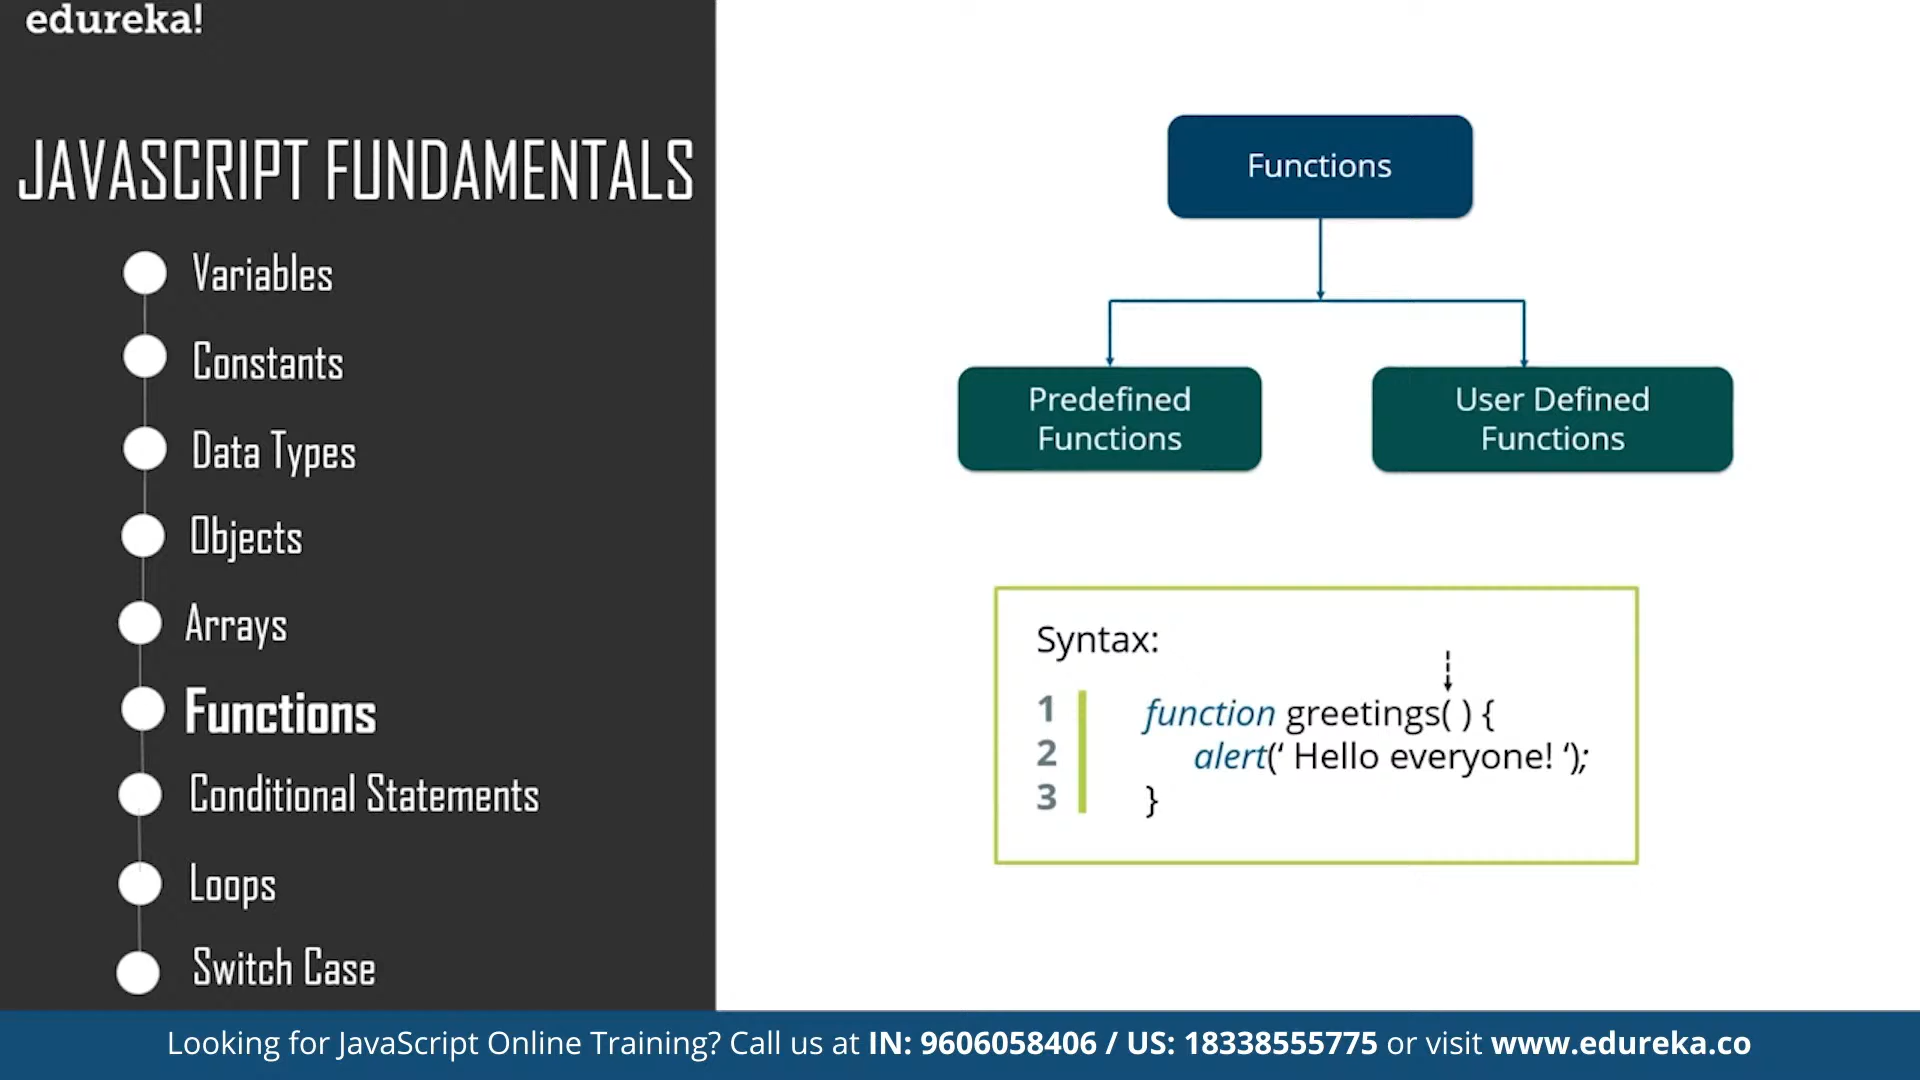 edureka!
JAVASCRIPT FUNDAMENTALS
Variables
Constants
Data Types
Objects
Arrays
Functions
Conditional Statements
Loops
Switch Case
Functions
Predefined
Functions
User Defined
Functions
Syntax:
1 function greetings( ) {
2 alert(‘ Hello everyone! ‘);
3 }
Looking for JavaScript Online Training? Call us at IN: 9606058406 / US: 18338555775 or visit www.edureka.co